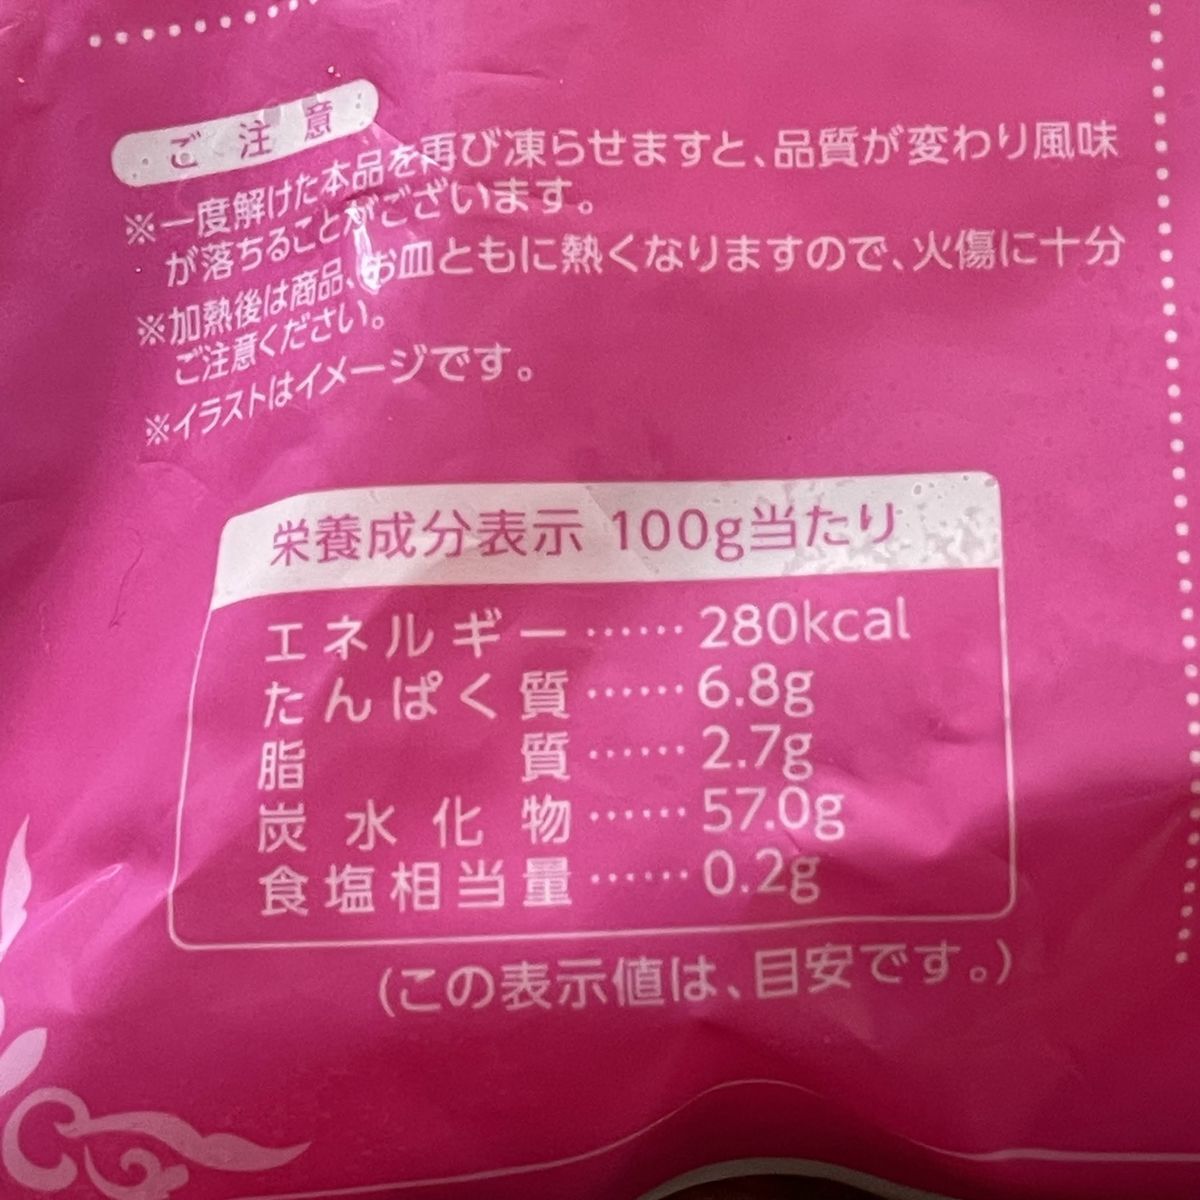 ご注意
※一度解けた本品を再び凍らせますと、品質が変わり風味
が落ちることがございます。
※加熱後は商品、お皿ともに熱くなりますので、火傷に十分
ご注意ください。
※イラストはイメージです。
栄養成分表示 100g当たり
エネルギー……280kcal
たんぱく質……6.8g
脂質……2.7g
炭水化物……57.0g
食塩相当量……0.2g
(この表示値は、目安です。)